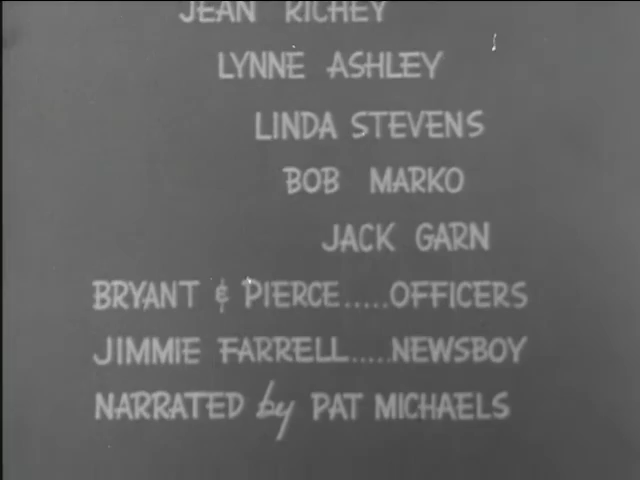 JEAN RICHEY
LYNNE ASHLEY
LINDA STEVENS
BOB MARKO
JACK GARN
BRYANT & PIERCE.....OFFICERS
JIMMIE FARRELL.....NEWSBOY
NARRATED by PAT MICHAELS